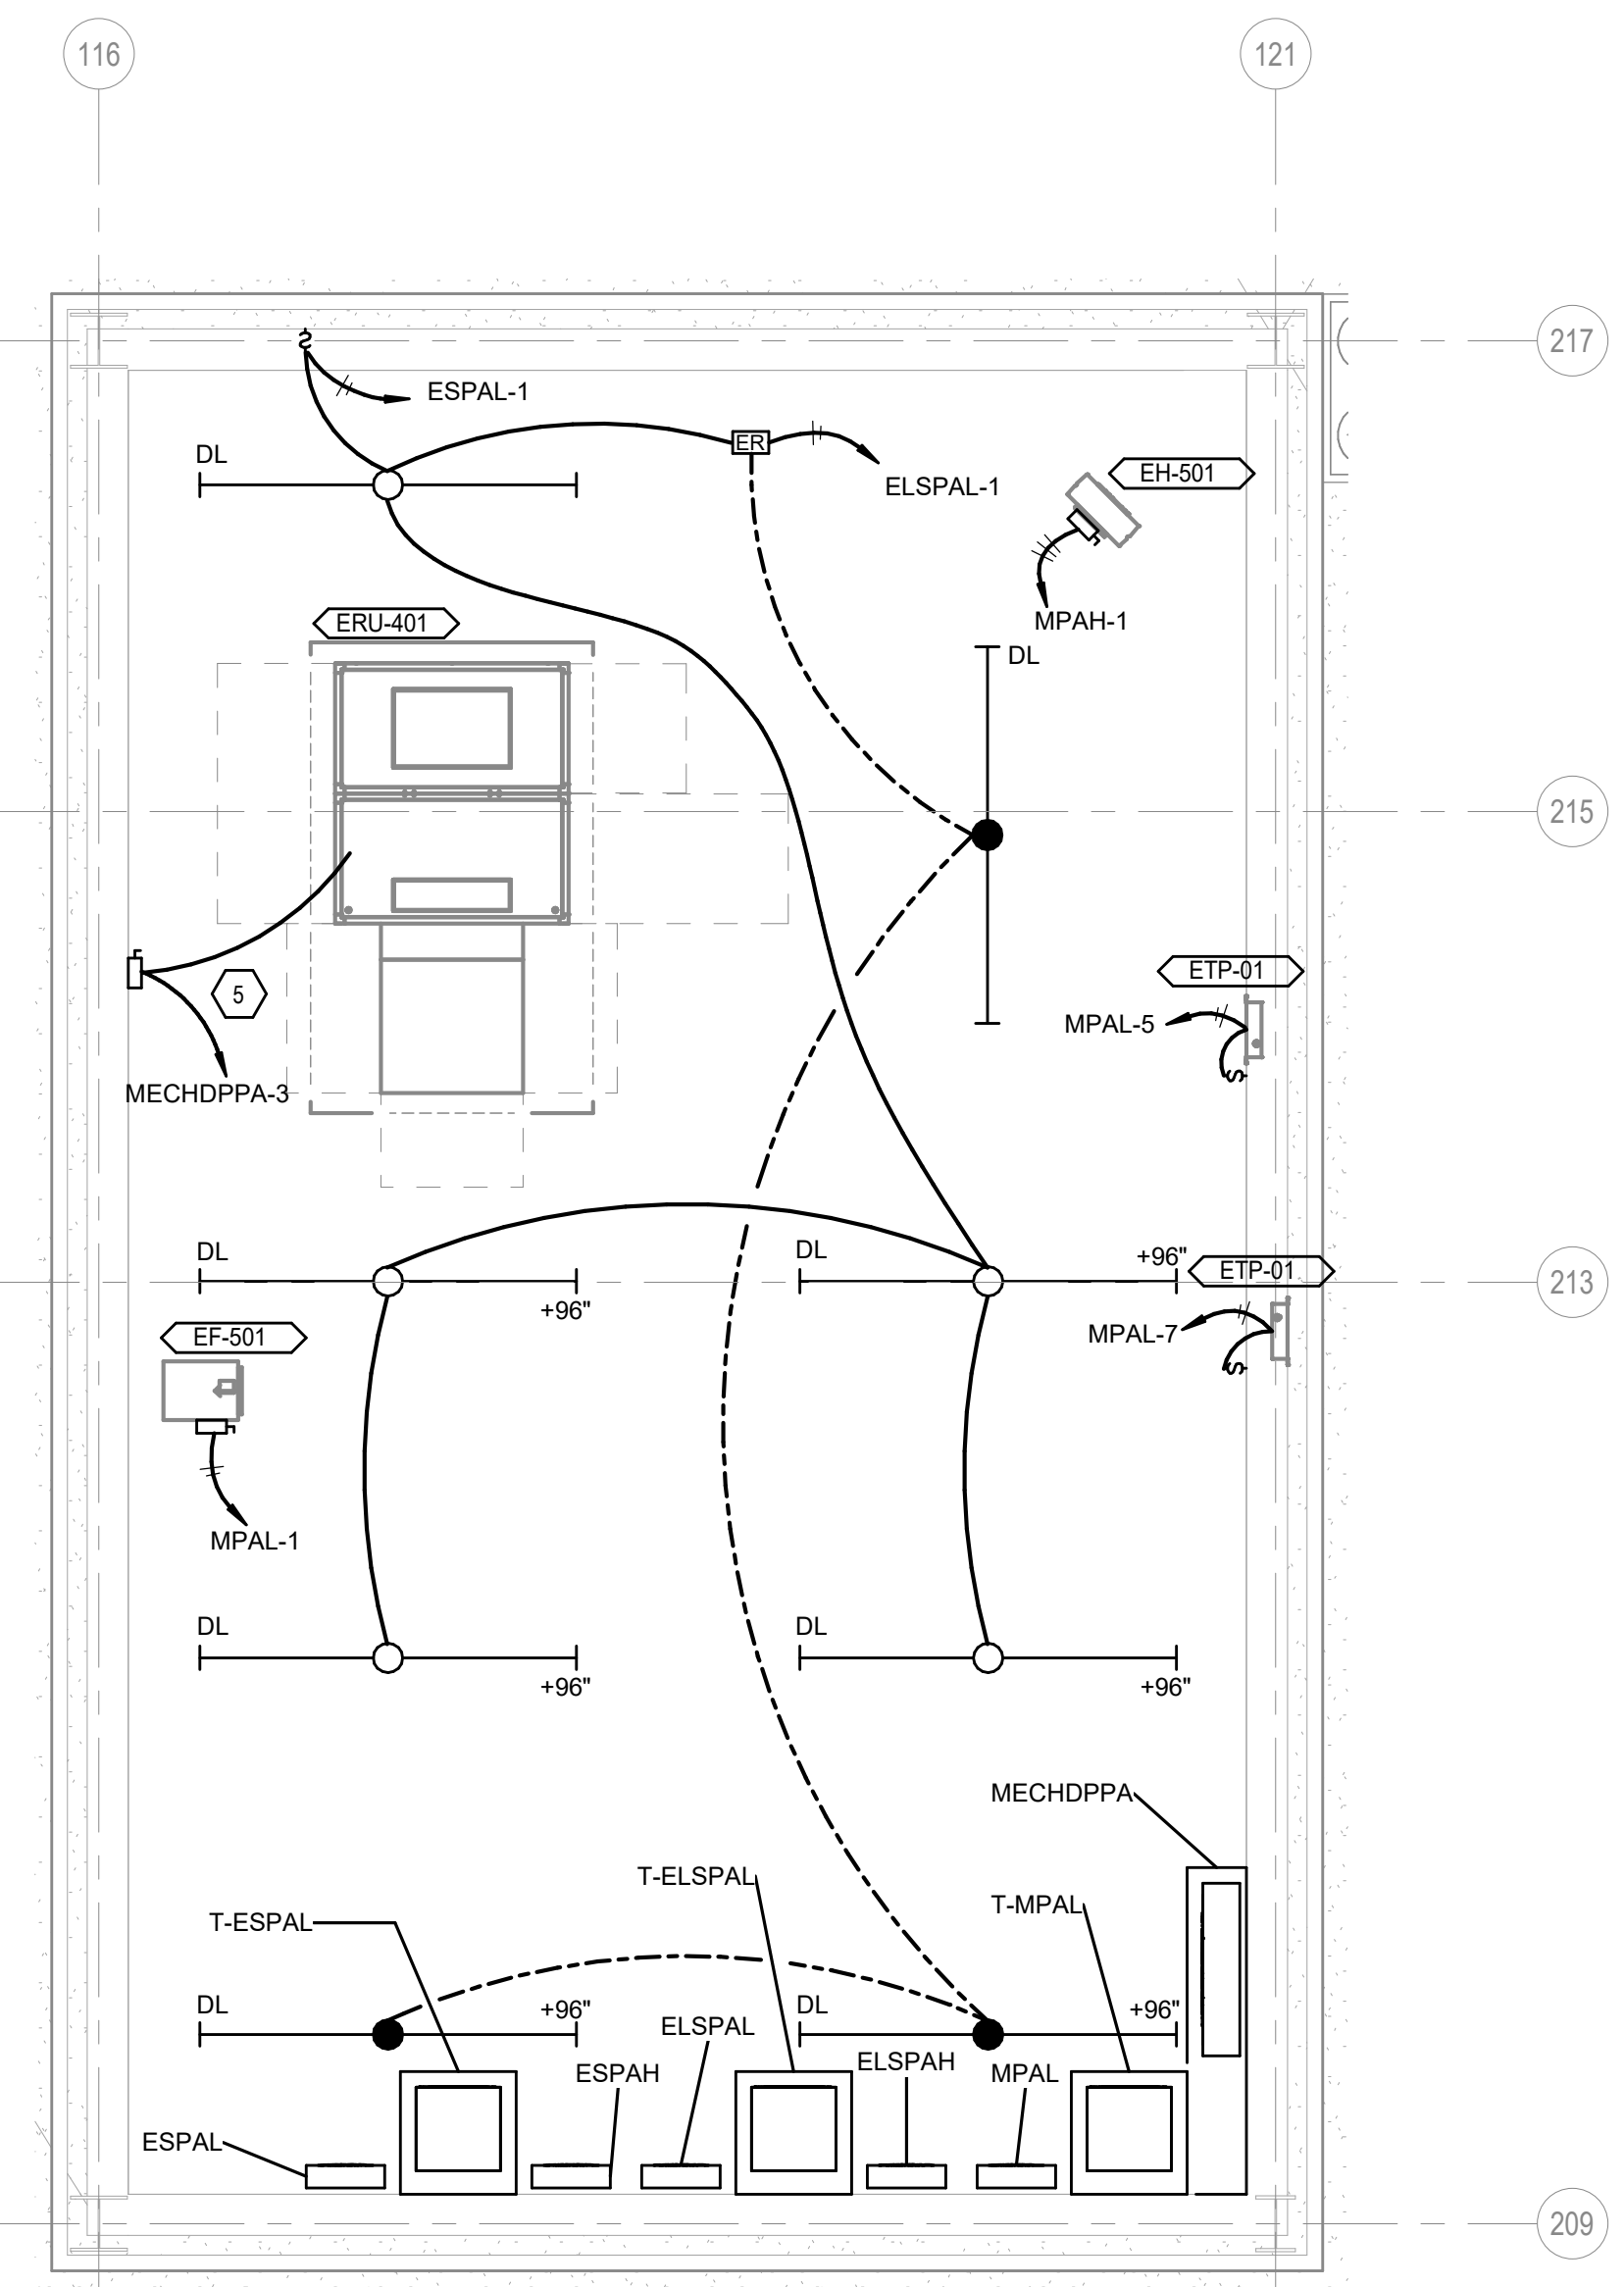 116
121
217
ESPAL-1
DL
ER
ELSPAL-1
EH-501
MPAH-1
ERU-401
DL
215
ETP-01
5
MPAL-5
MECHDPPA-3
DL
+96"
DL
+96"
ETP-01
213
EF-501
MPAL-7
MPAL-1
DL
+96"
DL
+96"
MECHDPPA
T-ELSPAL
T-MPAL
T-ESPAL
DL
+96"
DL
+96"
ELSPAL
ESPAH
ELSPAH
MPAL
ESPAL
209